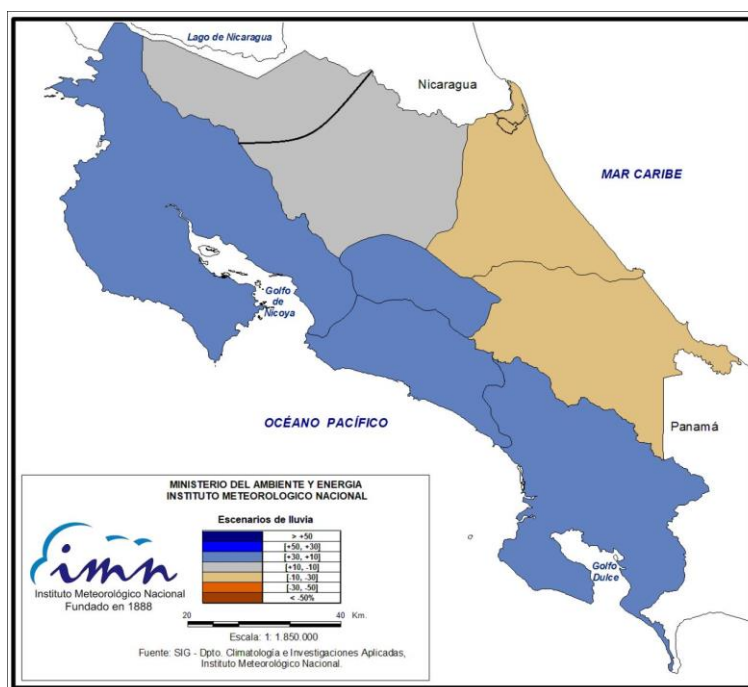 Lago de Nicaragua
Nicaragua
MAR CARIBE
Golfo
de
Nicoya
OCÉANO PACÍFICO
Panamá
Golfo
Dulce
MINISTERIO DEL AMBIENTE Y ENERGIA
INSTITUTO METEOROLOGICO NACIONAL
imn
Instituto Meteorológico Nacional
Fundado en 1888
Escenarios de lluvia
> +50
[+50, +30]
[+30, +10]
[+10, -10]
[-10, -30]
[-30, -50]
< -50%
20 40 Km.
Escala: 1: 1.850.000
Fuente: SIG - Dpto. Climatología e Investigaciones Aplicadas,
Instituto Meteorológico Nacional.